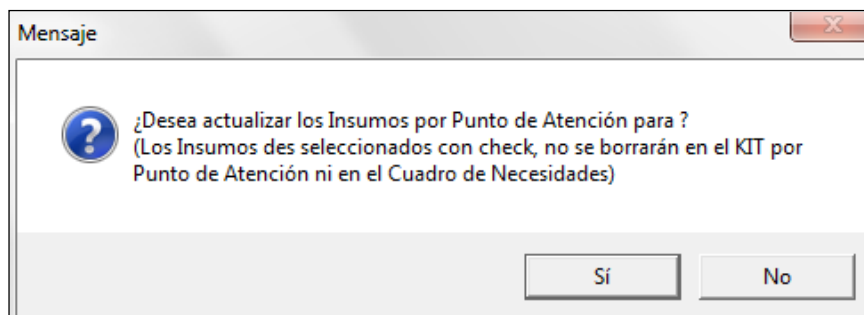 Mensaje
¿Desea actualizar los Insumos por Punto de Atención para ?
(Los Insumos des seleccionados con check, no se borrarán en el KIT por
Punto de Atención ni en el Cuadro de Necesidades)
Sí
No